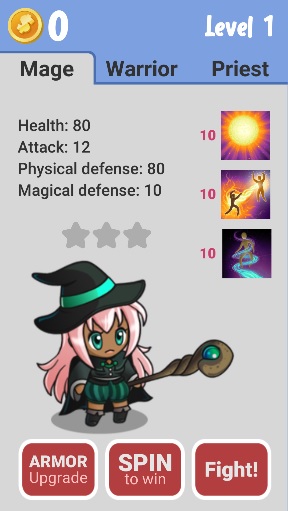 0
Level 1
Mage
Warrior
Priest
Health: 80
Attack: 12
Physical defense: 80
Magical defense: 10
10
10
10
ARMOR
Upgrade
SPIN
to win
Fight!